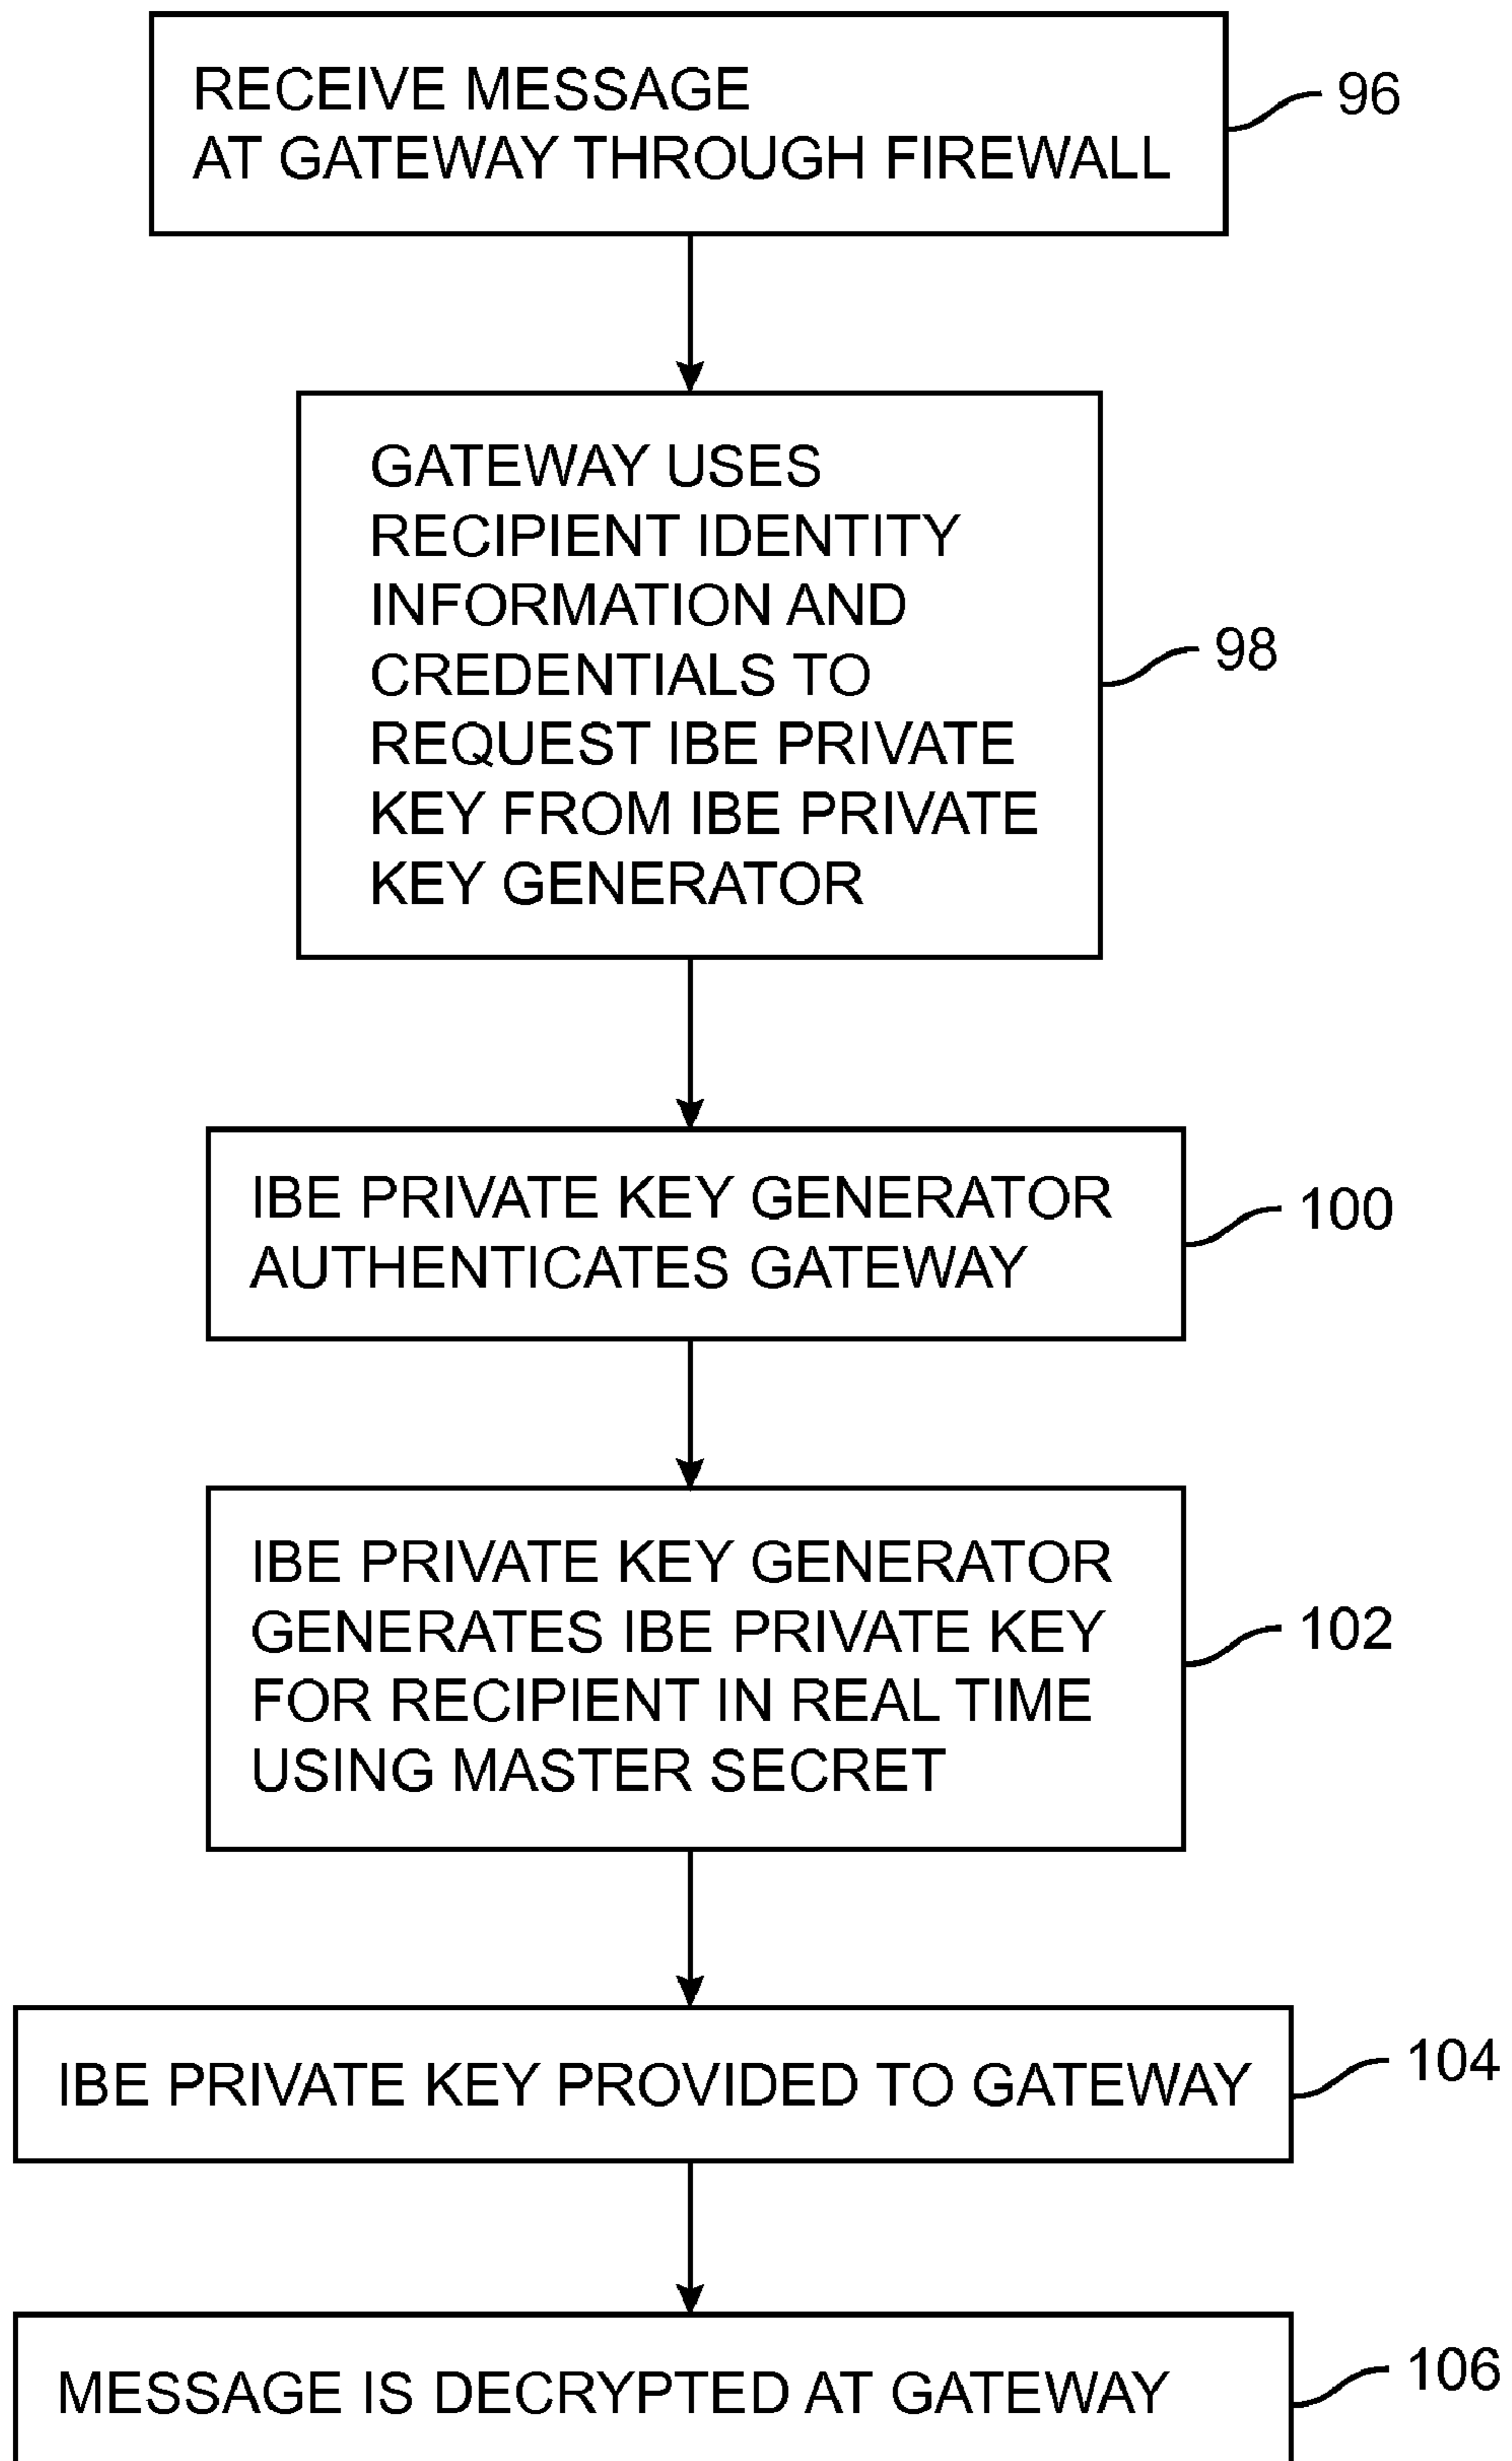 RECEIVE MESSAGE
AT GATEWAY THROUGH FIREWALL
96
GATEWAY USES
RECIPIENT IDENTITY
INFORMATION AND
CREDENTIALS TO
REQUEST IBE PRIVATE
KEY FROM IBE PRIVATE
KEY GENERATOR
98
IBE PRIVATE KEY GENERATOR
AUTHENTICATES GATEWAY
100
IBE PRIVATE KEY GENERATOR
GENERATES IBE PRIVATE KEY
FOR RECIPIENT IN REAL TIME
USING MASTER SECRET
102
IBE PRIVATE KEY PROVIDED TO GATEWAY
104
MESSAGE IS DECRYPTED AT GATEWAY
106